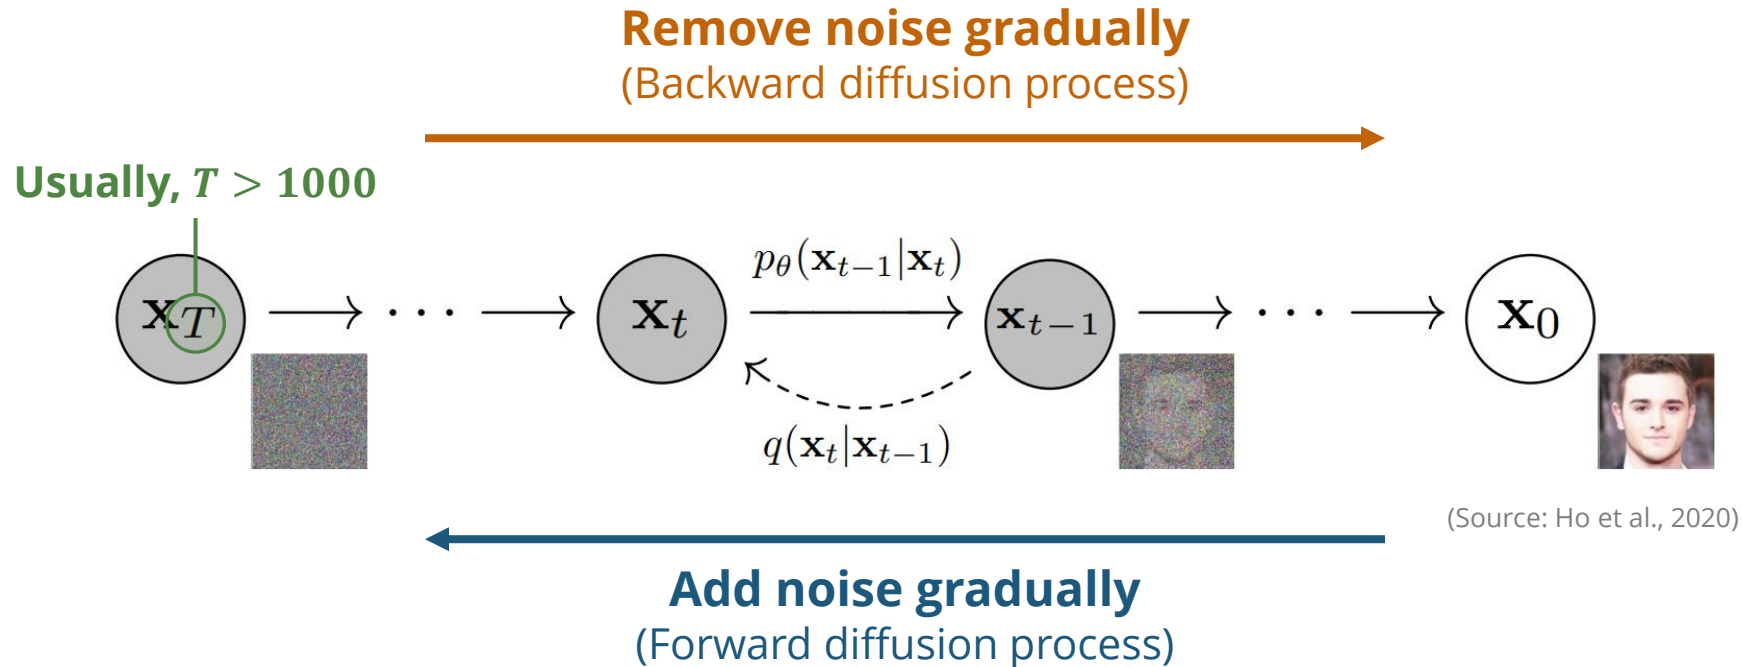 Remove noise gradually
(Backward diffusion process)
Usually, T > 1000
p_θ(x_{t−1}|x_t)
x_T → ··· → x_t → x_{t−1} → ··· → x_0
q(x_t|x_{t−1})
(Source: Ho et al., 2020)
Add noise gradually
(Forward diffusion process)